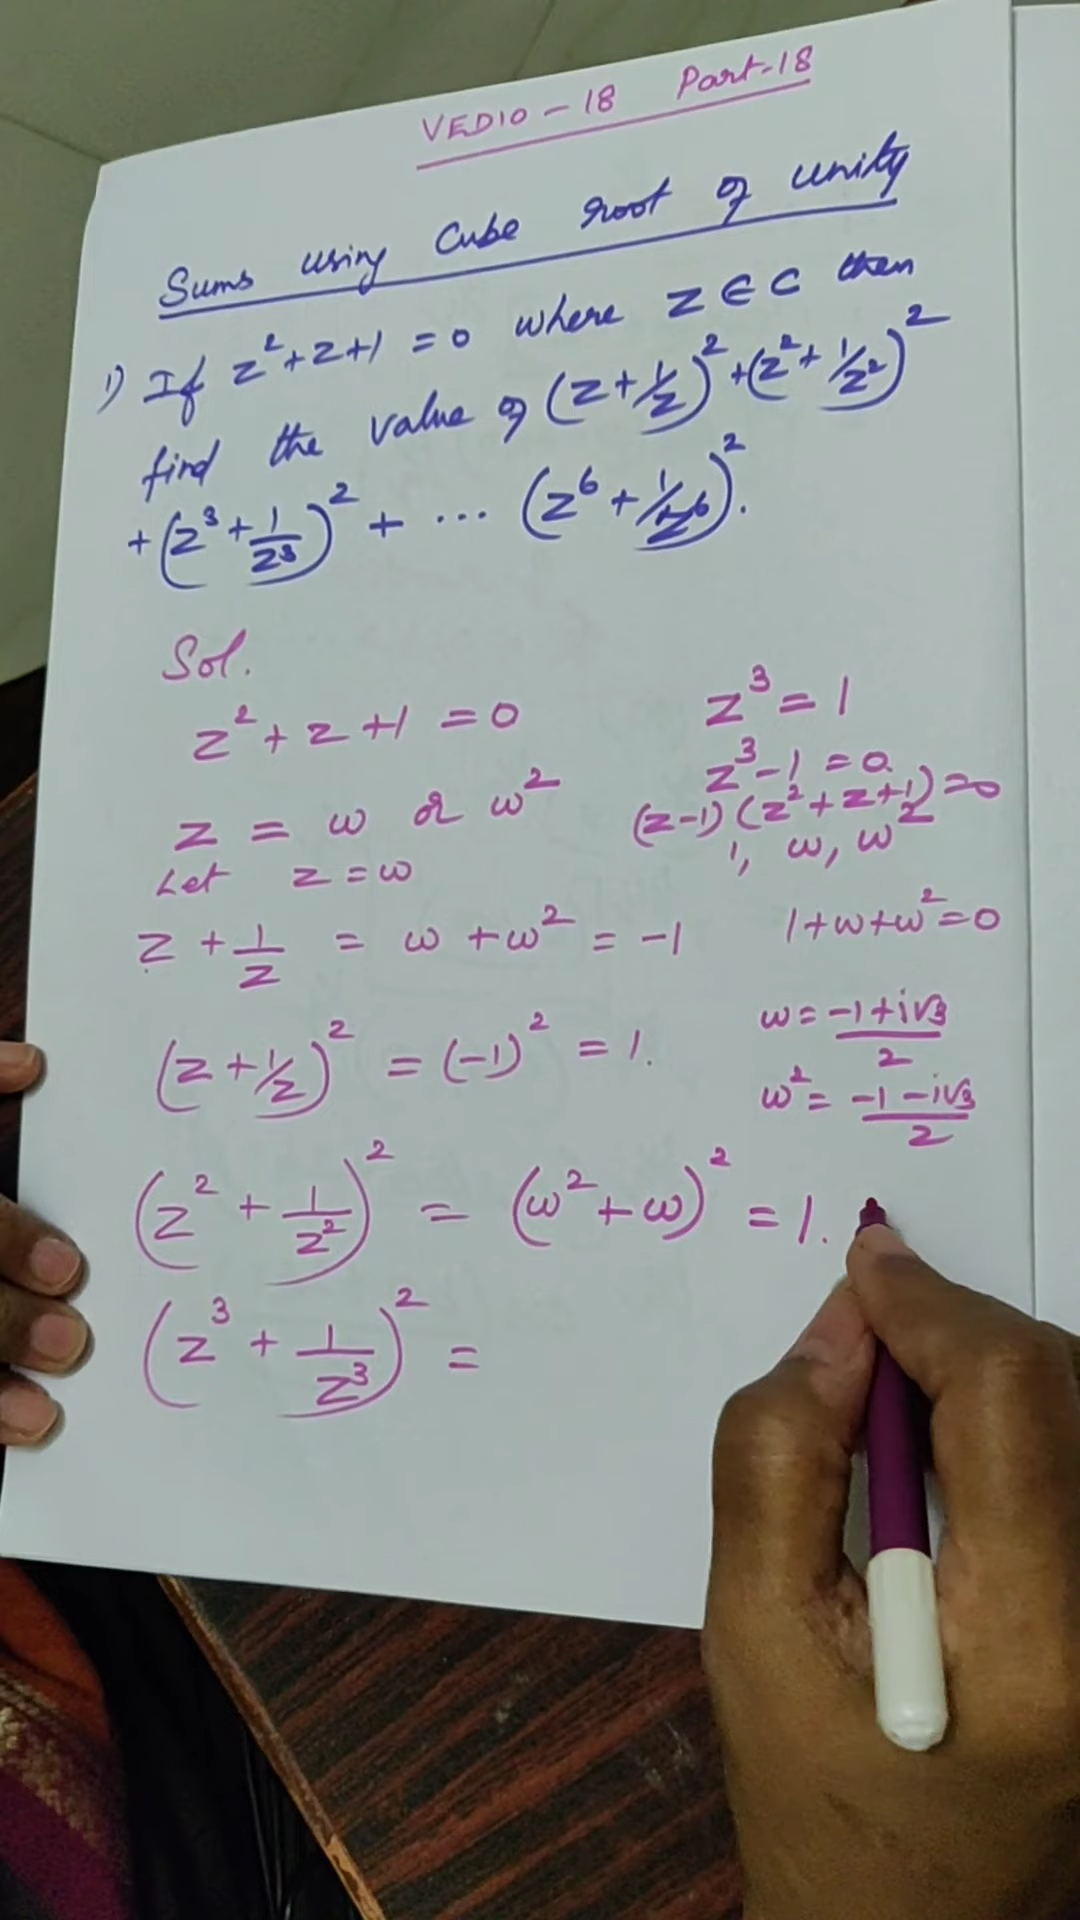 VEDIO - 18 Part-18
Sums using Cube root of unity
1) If z²+z+1 = 0 where z ∈ C then
find the value of (z+1/z)² + (z²+1/z²)²
+ (z³+1/z³)² + ... (z⁶+1/z⁶)².
Sol.
z²+z+1 = 0
z = ω or ω²
Let z = ω
z + 1/z = ω + ω² = -1
(z+1/z)² = (-1)² = 1.
(z² + 1/z²)² = (ω² + ω)² = 1.
(z³ + 1/z³)² =
z³ = 1
z³-1 = 0
(z-1)(z²+z+1)=0
1, ω, ω²
1+ω+ω²=0
ω = -1+i√3/2
ω² = -1-i√3/2